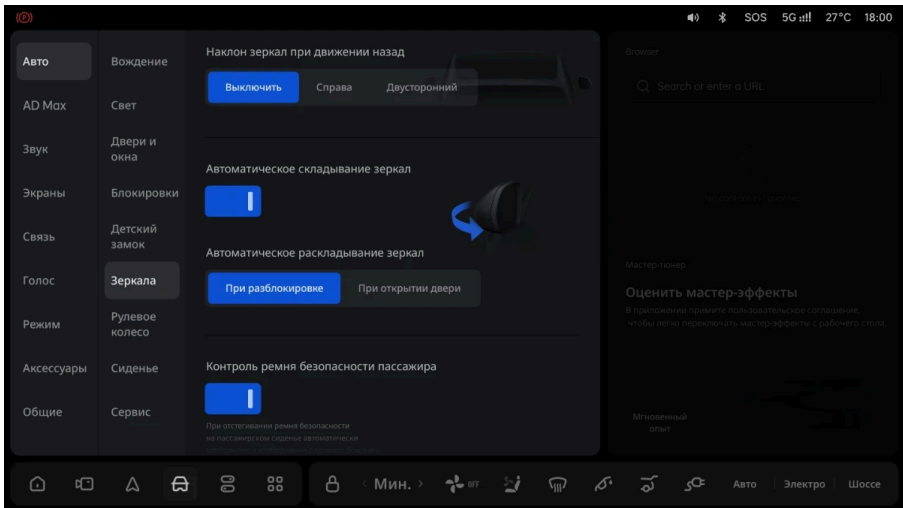 (P)
SOS
5G
27°C
18:00
Авто
AD Max
Звук
Экраны
Связь
Голос
Режим
Аксессуары
Общие
Вождение
Свет
Двери и
окна
Блокировки
Детский
замок
Зеркала
Рулевое
колесо
Сиденье
Сервис
Наклон зеркал при движении назад
Выключить
Справа
Двусторонний
Автоматическое складывание зеркал
Автоматическое раскладывание зеркал
При разблокировке
При открытии двери
Контроль ремня безопасности пассажира
При отстегивании ремня безопасности
на пассажирском сиденье автоматически
Browser
Search or enter a URL
Мастер-тюнер
Оценить мастер-эффекты
В приложении примите пользовательское соглашение,
чтобы легко переключать мастер-эффекты с рабочего стола.
Мгновенный
опыт
< Мин. >
OFF
Авто
Электро
Шоссе